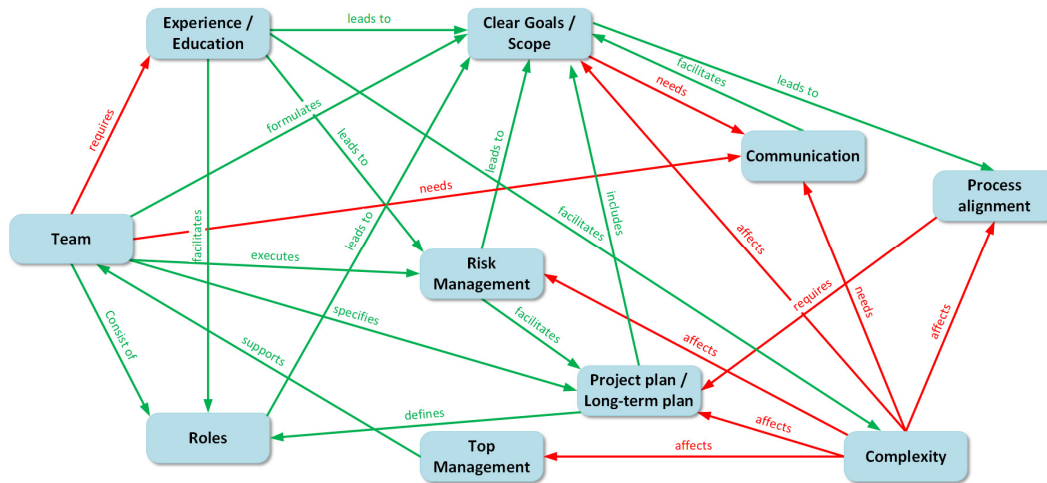 Experience /
Education
leads to
Clear Goals /
Scope
needs
facilitates
leads to
requires
formulates
leads to
leads to
Communication
Process
alignment
needs
facilitates
facilitates
includes
affects
Team
leads to
executes
Risk
Management
requires
needs
affects
Consist of
specifies
facilitates
affects
supports
Project plan /
Long-term plan
defines
affects
Roles
Top
Management
affects
Complexity